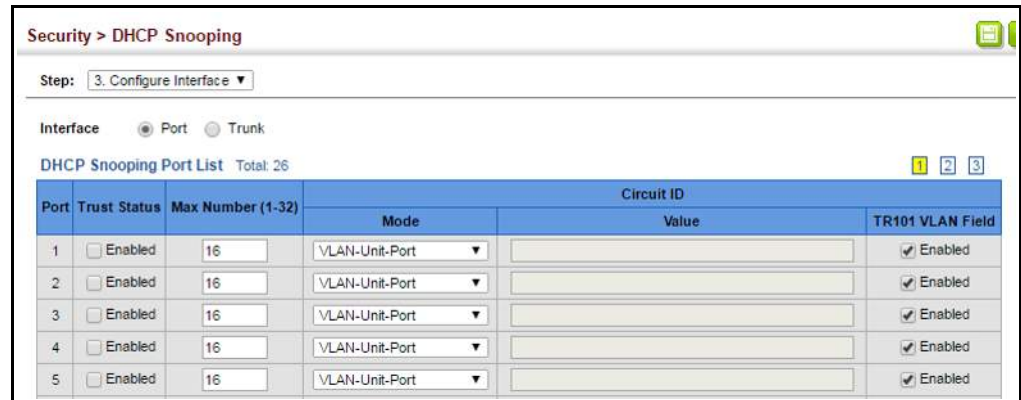 Security > DHCP Snooping
Step: 3. Configure Interface ▼
Interface Port Trunk
DHCP Snooping Port List Total: 26 1 2 3
Port Trust Status Max Number (1-32) Circuit ID
Mode Value TR101 VLAN Field
1 Enabled 16 VLAN-Unit-Port ▼ Enabled
2 Enabled 16 VLAN-Unit-Port ▼ Enabled
3 Enabled 16 VLAN-Unit-Port ▼ Enabled
4 Enabled 16 VLAN-Unit-Port ▼ Enabled
5 Enabled 16 VLAN-Unit-Port ▼ Enabled